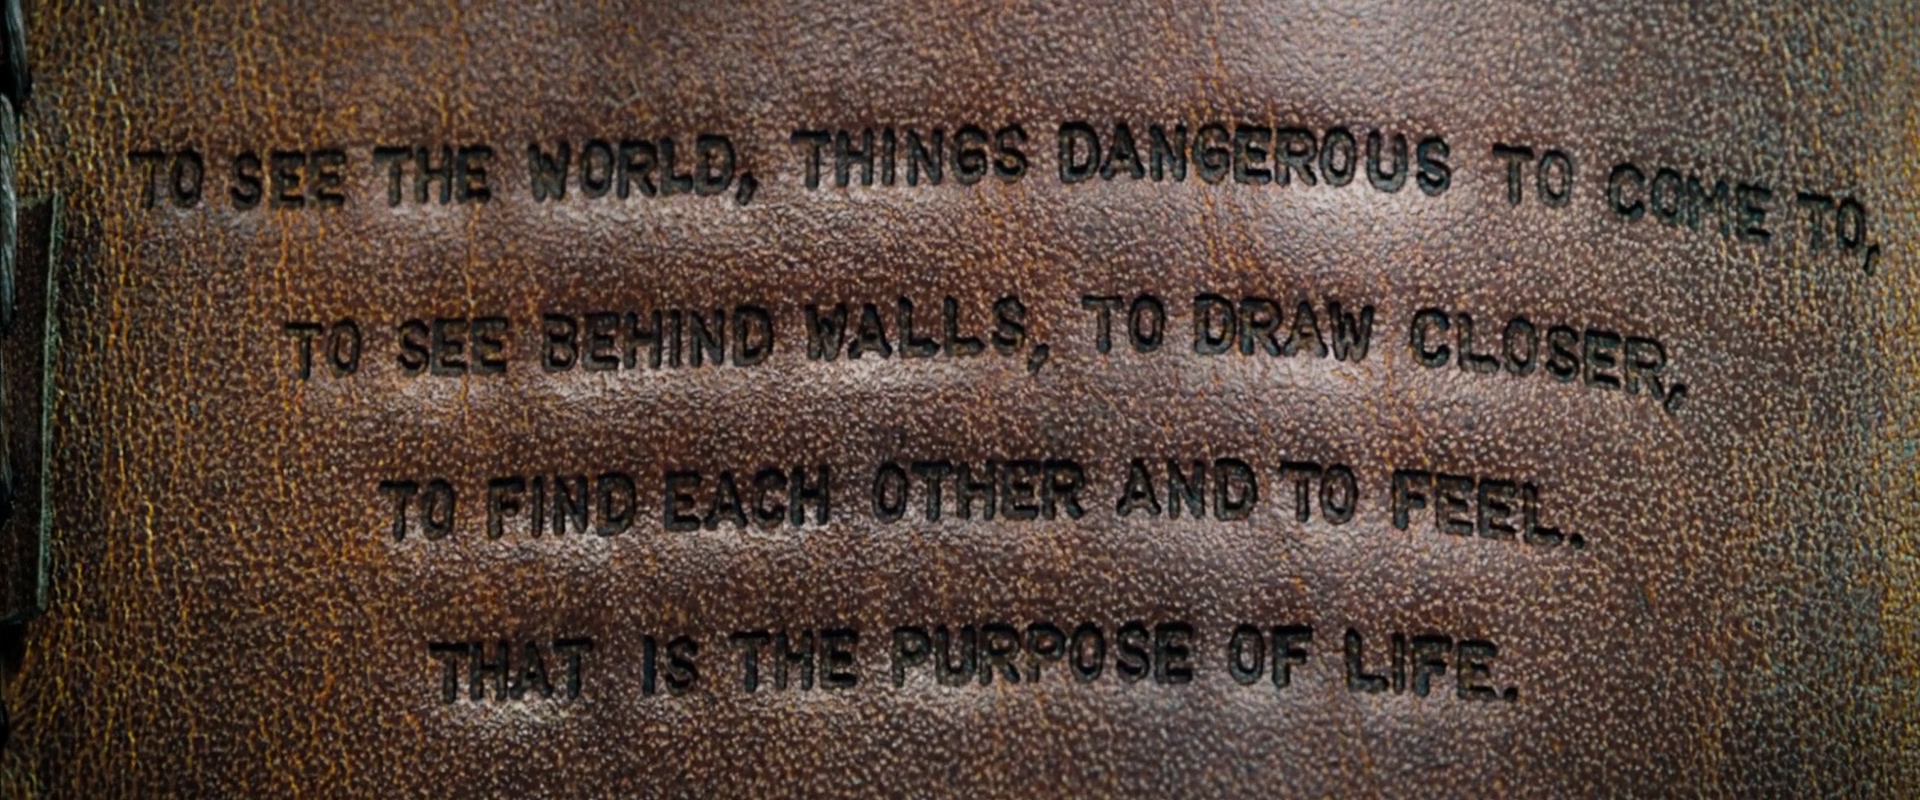 TO SEE THE WORLD, THINGS DANGEROUS TO COME TO,
TO SEE BEHIND WALLS, TO DRAW CLOSER,
TO FIND EACH OTHER AND TO FEEL.
THAT IS THE PURPOSE OF LIFE.